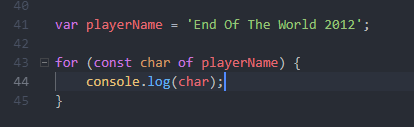 40
41 var playerName = 'End Of The World 2012';
42
43 for (const char of playerName) {
44 console.log(char);
45 }